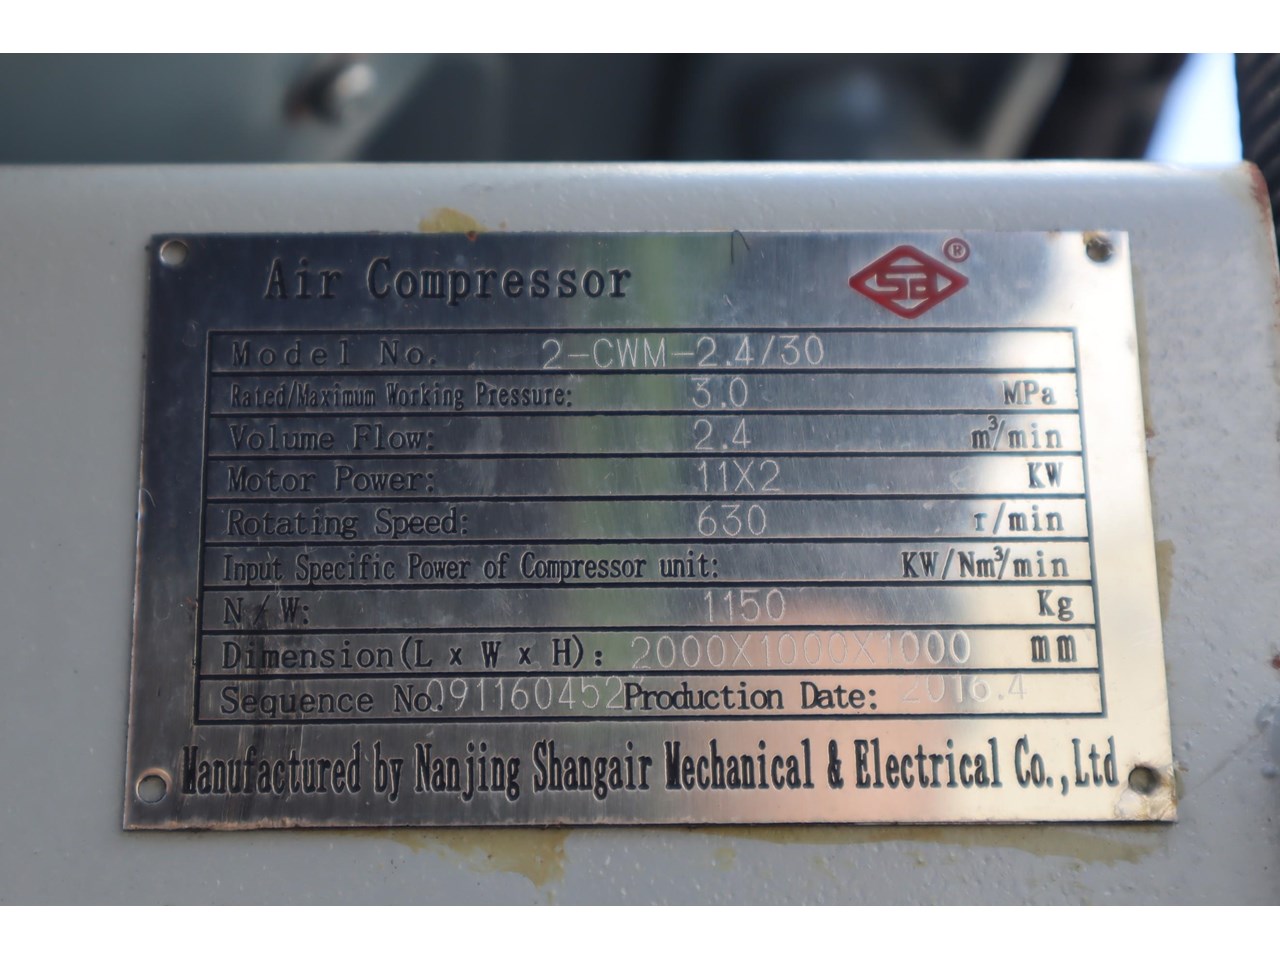 Air Compressor ®
Model No. 2-CWM-2.4/30
Rated/Maximum Working Pressure: 3.0 MPa
Volume Flow: 2.4 m³/min
Motor Power: 11X2 KW
Rotating Speed: 630 r/min
Input Specific Power of Compressor unit: KW/Nm³/min
N/W: 1150 Kg
Dimension(L x W x H): 2000X1000X1000 mm
Sequence No. Production Date: 2016.4
Manufactured by Nanjing Shangair Mechanical & Electrical Co.,Ltd